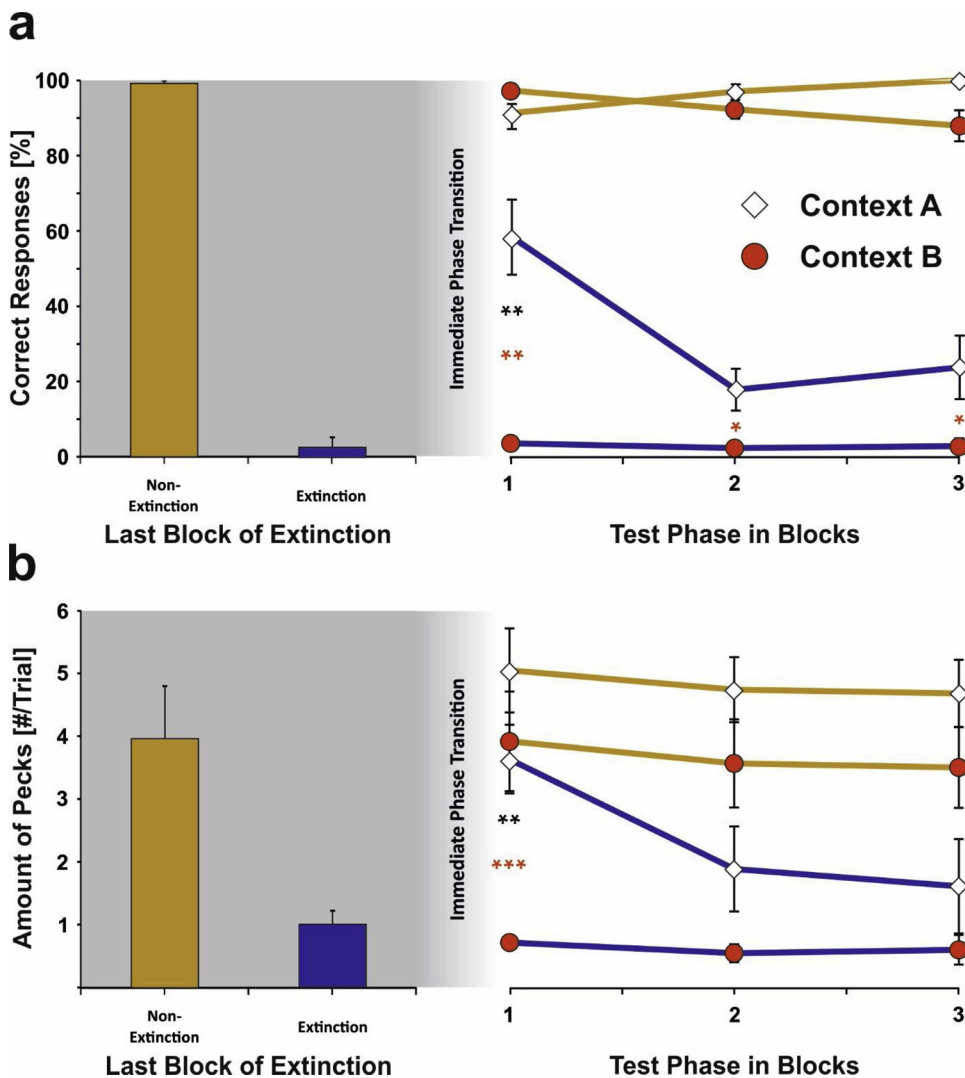 a
Correct Responses [%]
100
80
60
40
20
0
Non-
Extinction
Extinction
Last Block of Extinction
Immediate Phase Transition
Context A
Context B
**
**
*
*
1
2
3
Test Phase in Blocks
b
Amount of Pecks [#/Trial]
6
5
4
3
2
1
Non-
Extinction
Extinction
Last Block of Extinction
Immediate Phase Transition
**
***
1
2
3
Test Phase in Blocks